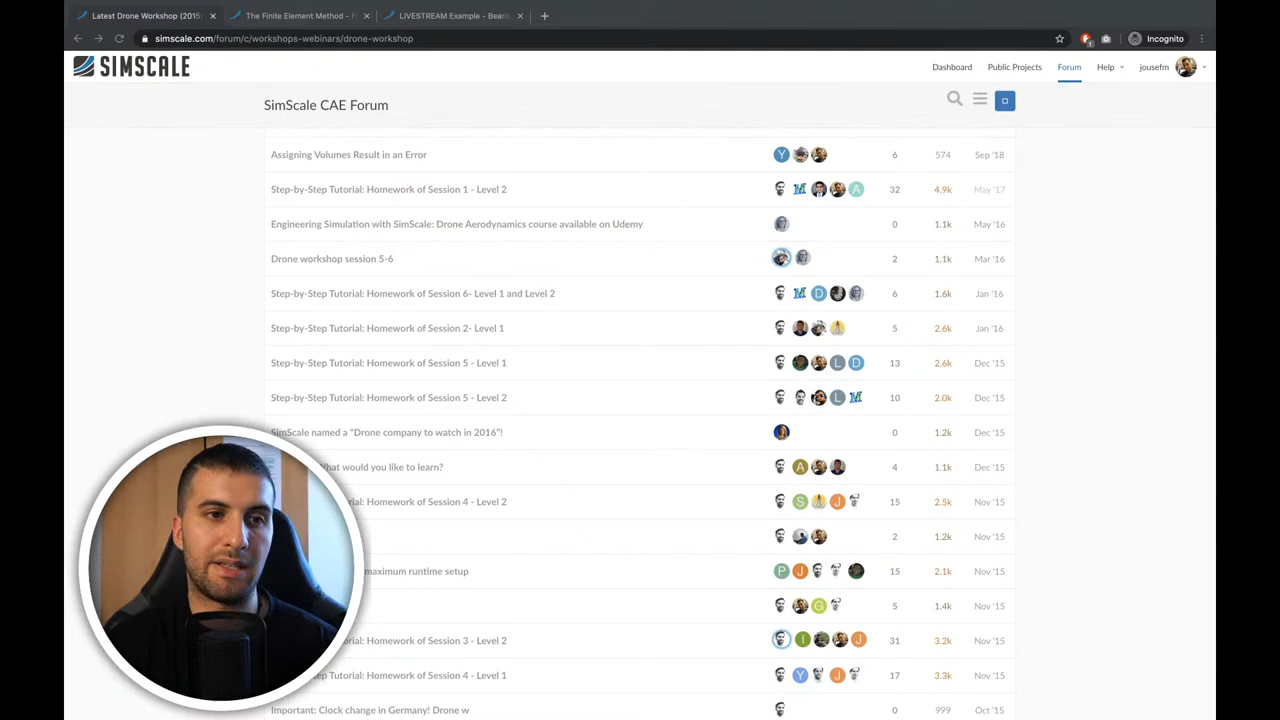 Latest Drone Workshop (2015
The Finite Element Method - F
LIVESTREAM Example - Bearin
simscale.com/forum/c/workshops-webinars/drone-workshop
Incognito
SIMSCALE
Dashboard Public Projects Forum Help jousefm
SimScale CAE Forum
Assigning Volumes Result in an Error Y 6 574 Sep '18
Step-by-Step Tutorial: Homework of Session 1 - Level 2 A 32 4.9k May '17
Engineering Simulation with SimScale: Drone Aerodynamics course available on Udemy 0 1.1k May '16
Drone workshop session 5-6 2 1.1k Mar '16
Step-by-Step Tutorial: Homework of Session 6- Level 1 and Level 2 D 6 1.6k Jan '16
Step-by-Step Tutorial: Homework of Session 2- Level 1 5 2.6k Jan '16
Step-by-Step Tutorial: Homework of Session 5 - Level 1 L D 13 2.6k Dec '15
Step-by-Step Tutorial: Homework of Session 5 - Level 2 L 10 2.0k Dec '15
SimScale named a "Drone company to watch in 2016"! 0 1.2k Dec '15
What would you like to learn? A 4 1.1k Dec '15
Tutorial: Homework of Session 4 - Level 2 S J 15 2.5k Nov '15
2 1.2k Nov '15
maximum runtime setup P J 15 2.1k Nov '15
G 5 1.4k Nov '15
Tutorial: Homework of Session 3 - Level 2 I J 31 3.2k Nov '15
Tutorial: Homework of Session 4 - Level 1 Y J 17 3.3k Nov '15
Important: Clock change in Germany! Drone w 0 999 Oct '15